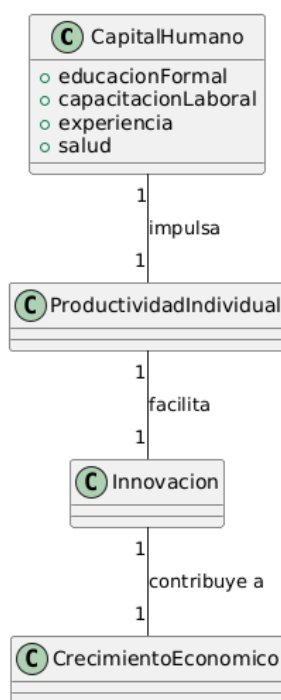 C CapitalHumano
educacionFormal
capacitacionLaboral
experiencia
salud
1
impulsa
1
C ProductividadIndividual
1
facilita
1
C Innovacion
1
contribuye a
1
C CrecimientoEconomico